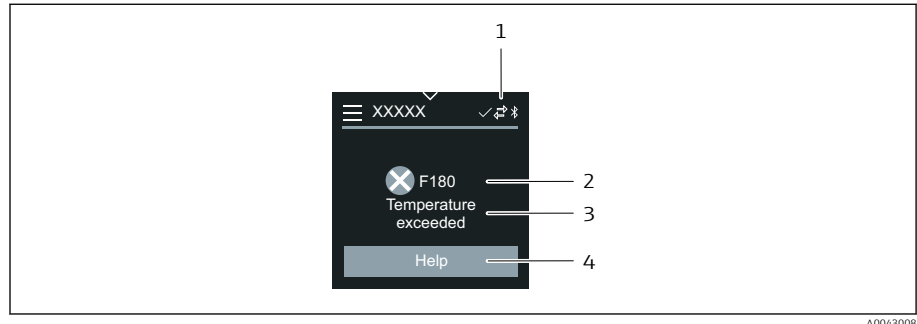 1
XXXXX
F180
2
Temperature
exceeded
3
Help
4
A0043008